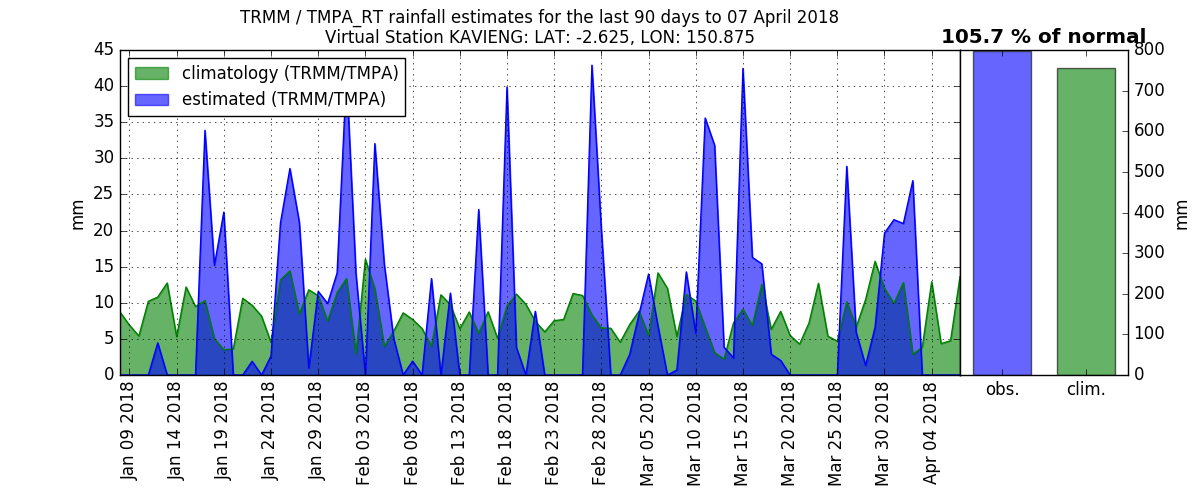 TRMM / TMPA_RT rainfall estimates for the last 90 days to 07 April 2018
Virtual Station KAVIENG: LAT: -2.625, LON: 150.875
105.7 % of normal
climatology (TRMM/TMPA)
estimated (TRMM/TMPA)
mm
45
40
35
30
25
20
15
10
5
0
Jan 09 2018
Jan 14 2018
Jan 19 2018
Jan 24 2018
Jan 29 2018
Feb 03 2018
Feb 08 2018
Feb 13 2018
Feb 18 2018
Feb 23 2018
Feb 28 2018
Mar 05 2018
Mar 10 2018
Mar 15 2018
Mar 20 2018
Mar 25 2018
Mar 30 2018
Apr 04 2018
obs.
clim.
800
700
600
500
400
300
200
100
0
mm